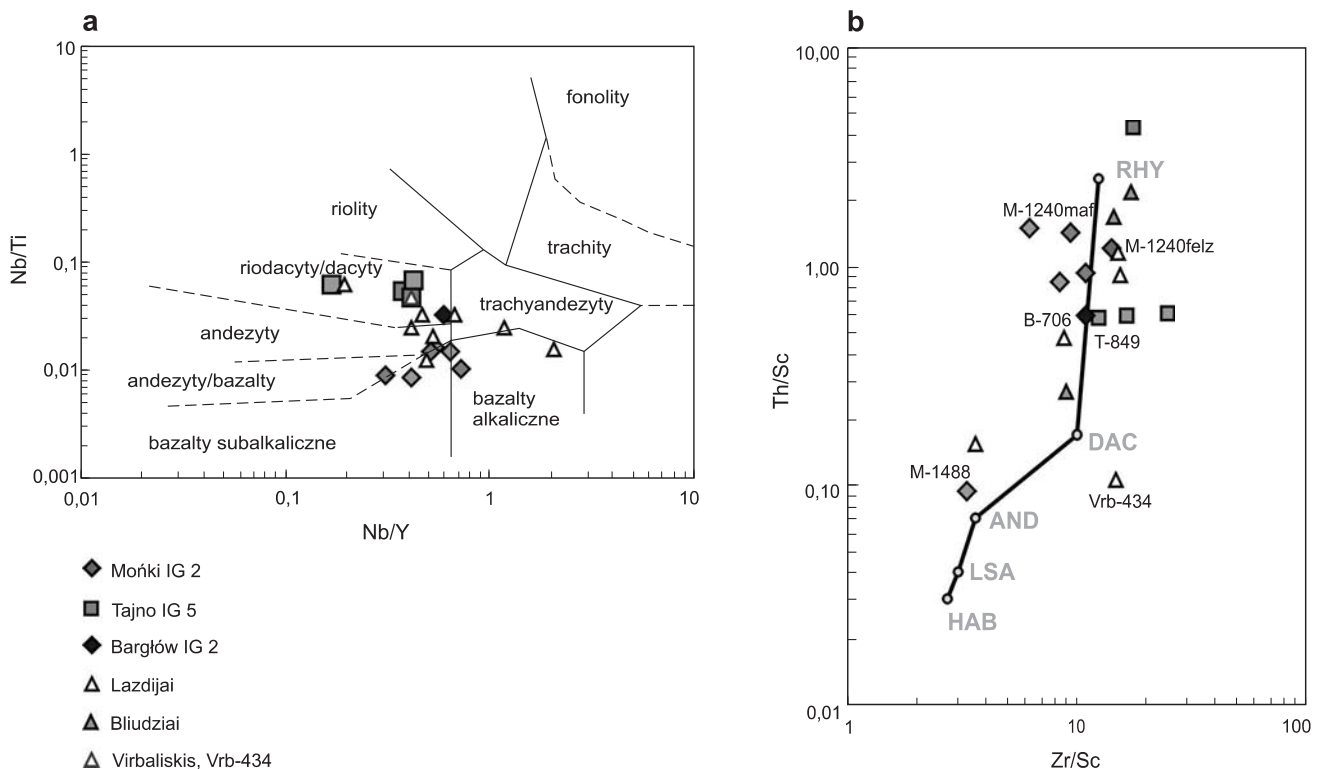 a
10
1
0,1
0,01
0,001
Nb/Ti
fonolity
riolity
trachity
riodacyty/dacyty
trachyandezyty
andezyty
andezyty/bazalty
bazalty
alkaliczne
bazalty subalkaliczne
0,01
0,1
1
10
Nb/Y
Mońki IG 2
Tajno IG 5
Bargłów IG 2
Lazdijai
Bliudziai
Virbaliskis, Vrb-434
b
10,00
1,00
0,10
0,01
Th/Sc
RHY
M-1240maf
M-1240felz
B-706
T-849
DAC
M-1488
Vrb-434
AND
LSA
HAB
1
10
100
Zr/Sc